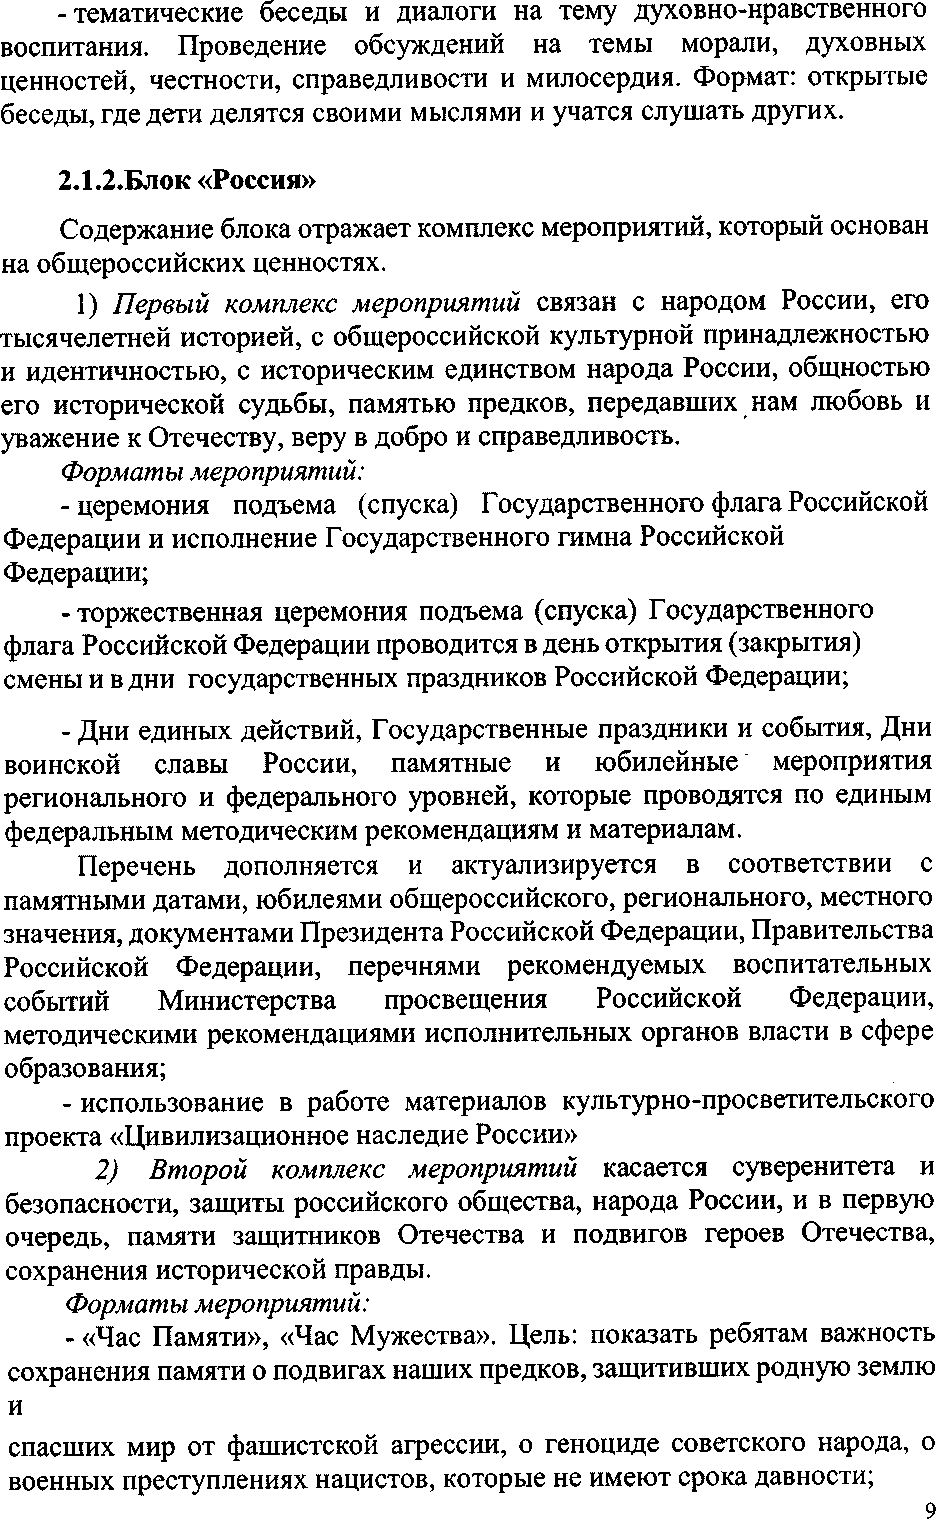 - тематические беседы и диалоги на тему духовно-нравственного
воспитания. Проведение обсуждений на темы морали, духовных
ценностей, честности, справедливости и милосердия. Формат: открытые
беседы, где дети делятся своими мыслями и учатся слушать других.
2.1.2.Блок «Россия»
Содержание блока отражает комплекс мероприятий, который основан
на общероссийских ценностях.
1) Первый комплекс мероприятий связан с народом России, его
тысячелетней историей, с общероссийской культурной принадлежностью
и идентичностью, с историческим единством народа России, общностью
его исторической судьбы, памятью предков, передавших нам любовь и
уважение к Отечеству, веру в добро и справедливость.
Форматы мероприятий:
- церемония подъема (спуска) Государственного флага Российской
Федерации и исполнение Государственного гимна Российской
Федерации;
- торжественная церемония подъема (спуска) Государственного
флага Российской Федерации проводится в день открытия (закрытия)
смены и в дни государственных праздников Российской Федерации;
- Дни единых действий, Государственные праздники и события, Дни
воинской славы России, памятные и юбилейные мероприятия
регионального и федерального уровней, которые проводятся по единым
федеральным методическим рекомендациям и материалам.
Перечень дополняется и актуализируется в соответствии с
памятными датами, юбилеями общероссийского, регионального, местного
значения, документами Президента Российской Федерации, Правительства
Российской Федерации, перечнями рекомендуемых воспитательных
событий Министерства просвещения Российской Федерации,
методическими рекомендациями исполнительных органов власти в сфере
образования;
- использование в работе материалов культурно-просветительского
проекта «Цивилизационное наследие России»
2) Второй комплекс мероприятий касается суверенитета и
безопасности, защиты российского общества, народа России, и в первую
очередь, памяти защитников Отечества и подвигов героев Отечества,
сохранения исторической правды.
Форматы мероприятий:
- «Час Памяти», «Час Мужества». Цель: показать ребятам важность
сохранения памяти о подвигах наших предков, защитивших родную землю
и
спасших мир от фашистской агрессии, о геноциде советского народа, о
военных преступлениях нацистов, которые не имеют срока давности;
9